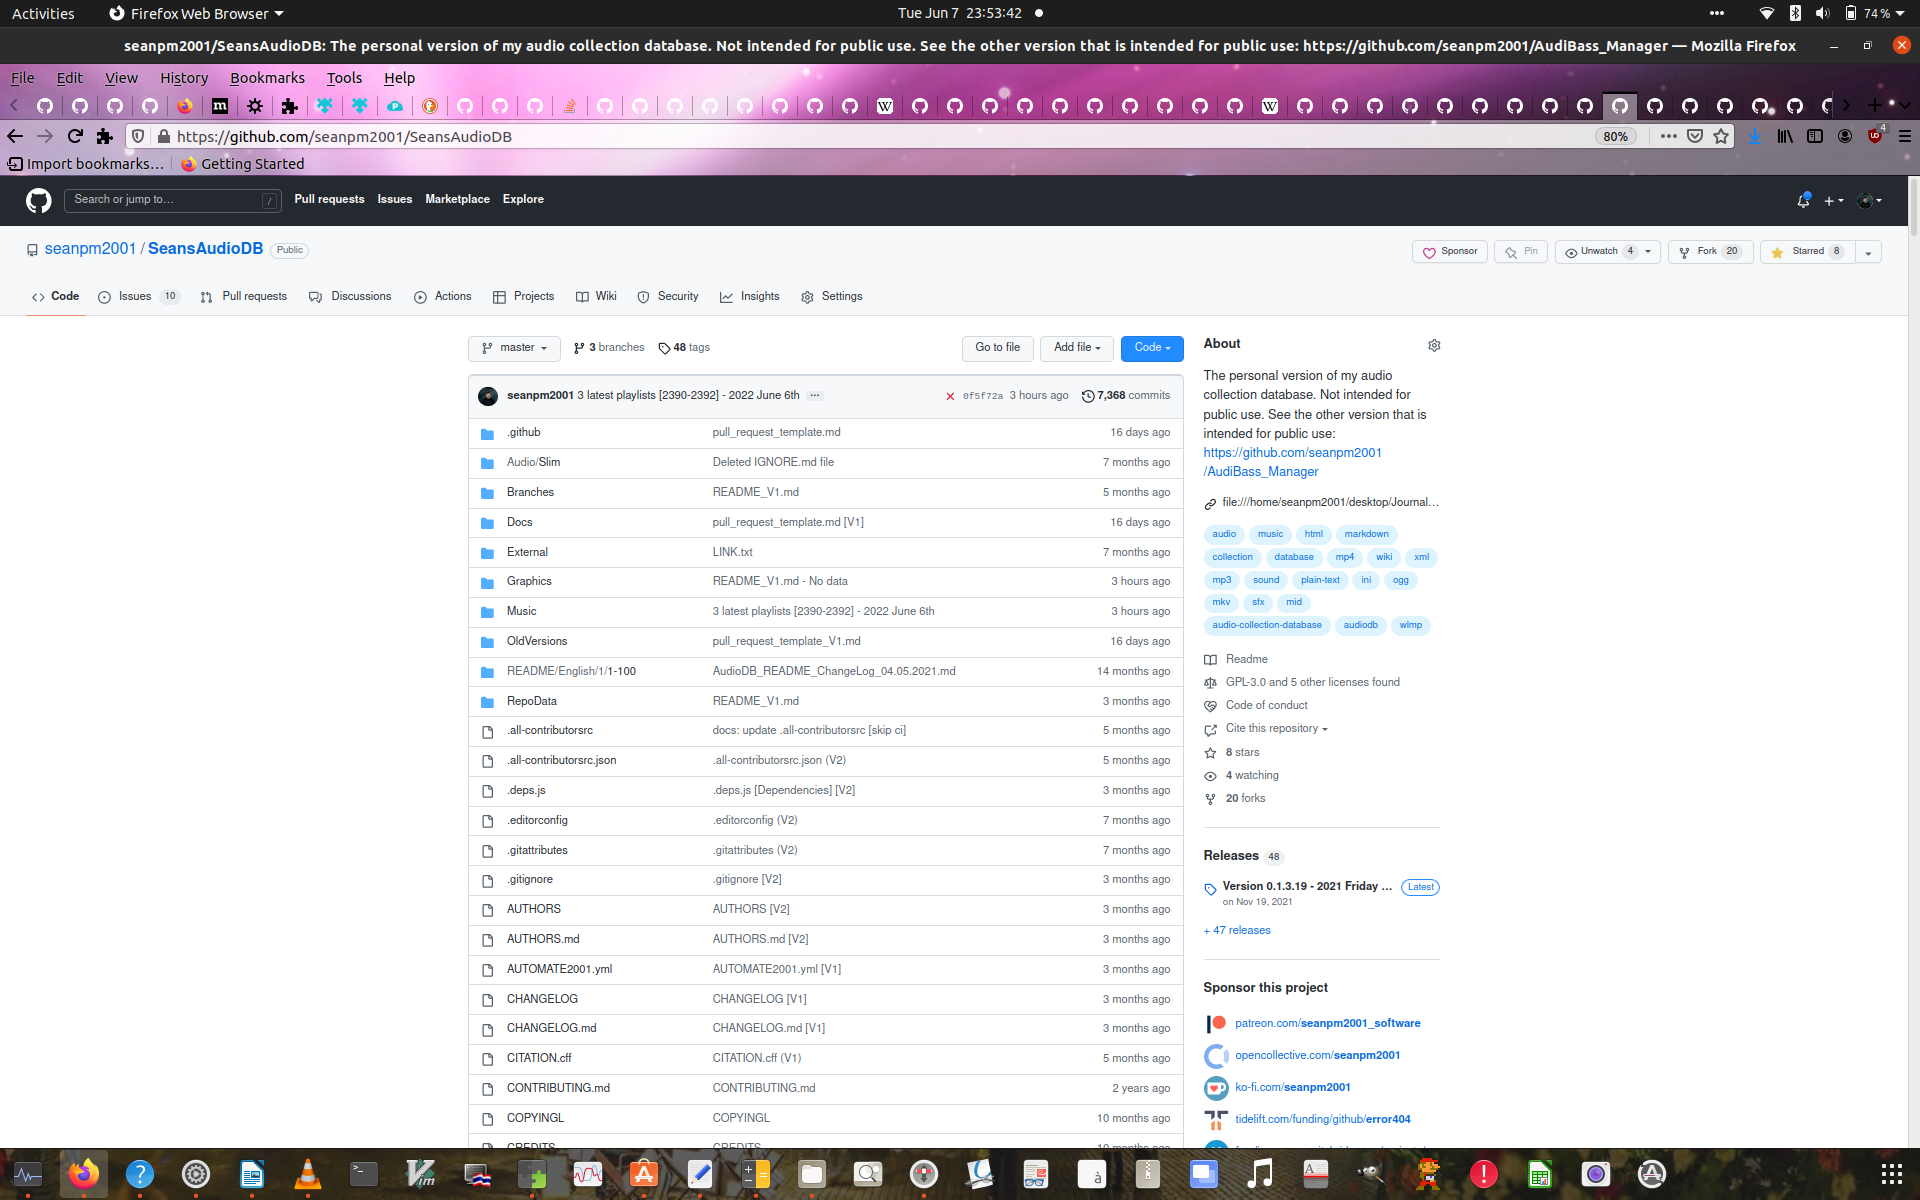 Activities
Firefox Web Browser
Tue Jun 7 23:53:42
74 %
seanpm2001/SeansAudioDB: The personal version of my audio collection database. Not intended for public use. See the other version that is intended for public use: https://github.com/seanpm2001/AudiBass_Manager — Mozilla Firefox
File Edit View History Bookmarks Tools Help
https://github.com/seanpm2001/SeansAudioDB
80%
4
Import bookmarks…
Getting Started
Search or jump to…
/
Pull requests Issues Marketplace Explore
seanpm2001 / SeansAudioDB Public
Sponsor Pin Unwatch 4 Fork 20 Starred 8
Code Issues 10 Pull requests Discussions Actions Projects Wiki Security Insights Settings
master 3 branches 48 tags Go to file Add file Code
seanpm2001 3 latest playlists [2390-2392] - 2022 June 6th ··· 0f5f72a 3 hours ago 7,368 commits
.github pull_request_template.md 16 days ago
Audio/Slim Deleted IGNORE.md file 7 months ago
Branches README_V1.md 5 months ago
Docs pull_request_template.md [V1] 16 days ago
External LINK.txt 7 months ago
Graphics README_V1.md - No data 3 hours ago
Music 3 latest playlists [2390-2392] - 2022 June 6th 3 hours ago
OldVersions pull_request_template_V1.md 16 days ago
README/English/1/1-100 AudioDB_README_ChangeLog_04.05.2021.md 14 months ago
RepoData README_V1.md 3 months ago
.all-contributorsrc docs: update .all-contributorsrc [skip ci] 5 months ago
.all-contributorsrc.json .all-contributorsrc.json (V2) 5 months ago
.deps.js .deps.js [Dependencies] [V2] 3 months ago
.editorconfig .editorconfig (V2) 7 months ago
.gitattributes .gitattributes (V2) 7 months ago
.gitignore .gitignore [V2] 3 months ago
AUTHORS AUTHORS [V2] 3 months ago
AUTHORS.md AUTHORS.md [V2] 3 months ago
AUTOMATE2001.yml AUTOMATE2001.yml [V1] 3 months ago
CHANGELOG CHANGELOG [V1] 3 months ago
CHANGELOG.md CHANGELOG.md [V1] 3 months ago
CITATION.cff CITATION.cff (V1) 5 months ago
CONTRIBUTING.md CONTRIBUTING.md 2 years ago
COPYINGL COPYINGL 10 months ago
CREDITS CREDITS 10 months ago
About
The personal version of my audio
collection database. Not intended for
public use. See the other version that is
intended for public use:
https://github.com/seanpm2001
/AudiBass_Manager
file:///home/seanpm2001/desktop/Journal…
audio music html markdown
collection database mp4 wiki xml
mp3 sound plain-text ini ogg
mkv sfx mid
audio-collection-database audiodb wlmp
Readme
GPL-3.0 and 5 other licenses found
Code of conduct
Cite this repository
8 stars
4 watching
20 forks
Releases 48
Version 0.1.3.19 - 2021 Friday ... Latest
on Nov 19, 2021
+ 47 releases
Sponsor this project
patreon.com/seanpm2001_software
opencollective.com/seanpm2001
ko-fi.com/seanpm2001
tidelift.com/funding/github/error404